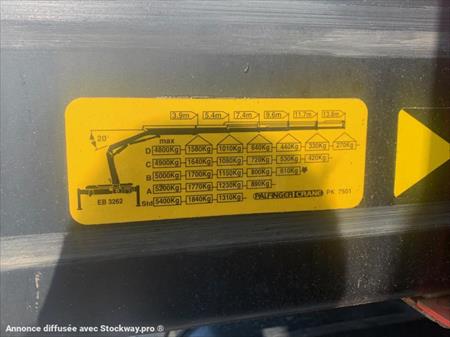 3.9m 5.4m 7.4m 9.6m 11.7m 13.8m
20°
max
D 4800Kg 1580Kg 1010Kg 640Kg 440Kg 330Kg 270Kg
C 4900Kg 1640Kg 1080Kg 720Kg 530Kg 420Kg
B 5000Kg 1700Kg 1150Kg 800Kg 610Kg
A 5200Kg 1770Kg 1230Kg 890Kg
EB 3262 Std 5400Kg 1840Kg 1310Kg PALFINGER CRANE PK 7501
Annonce diffusée avec Stockway.pro ®